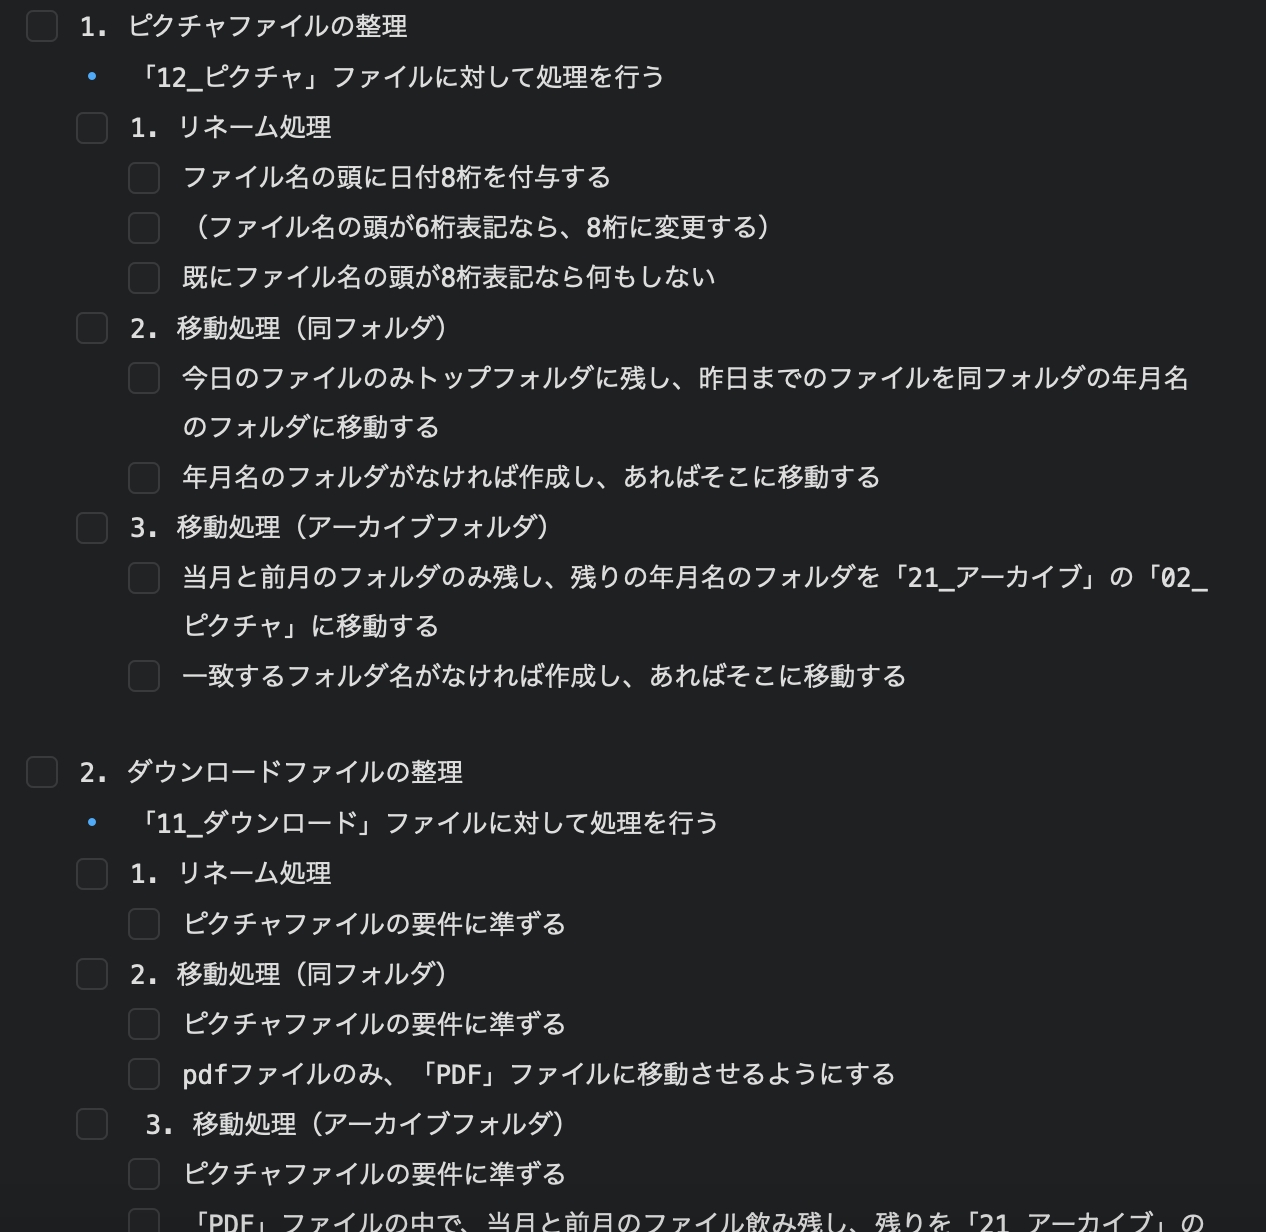 1. ピクチャファイルの整理
「12_ピクチャ」ファイルに対して処理を行う
1. リネーム処理
ファイル名の頭に日付8桁を付与する
（ファイル名の頭が6桁表記なら、8桁に変更する）
既にファイル名の頭が8桁表記なら何もしない
2. 移動処理（同フォルダ）
今日のファイルのみトップフォルダに残し、昨日までのファイルを同フォルダの年月名
のフォルダに移動する
年月名のフォルダがなければ作成し、あればそこに移動する
3. 移動処理（アーカイブフォルダ）
当月と前月のフォルダのみ残し、残りの年月名のフォルダを「21_アーカイブ」の「02_
ピクチャ」に移動する
一致するフォルダ名がなければ作成し、あればそこに移動する
2. ダウンロードファイルの整理
「11_ダウンロード」ファイルに対して処理を行う
1. リネーム処理
ピクチャファイルの要件に準ずる
2. 移動処理（同フォルダ）
ピクチャファイルの要件に準ずる
pdfファイルのみ、「PDF」ファイルに移動させるようにする
3. 移動処理（アーカイブフォルダ）
ピクチャファイルの要件に準ずる
「PDF」ファイルの中で、当月と前月のファイル飲み残し、残りを「21_アーカイブ」の